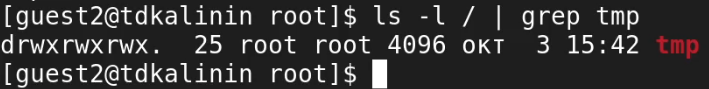 [guest2@tdkalinin root]$ ls -l / | grep tmp
drwxrwxrwx.  25 root root 4096 окт  3 15:42 tmp
[guest2@tdkalinin root]$